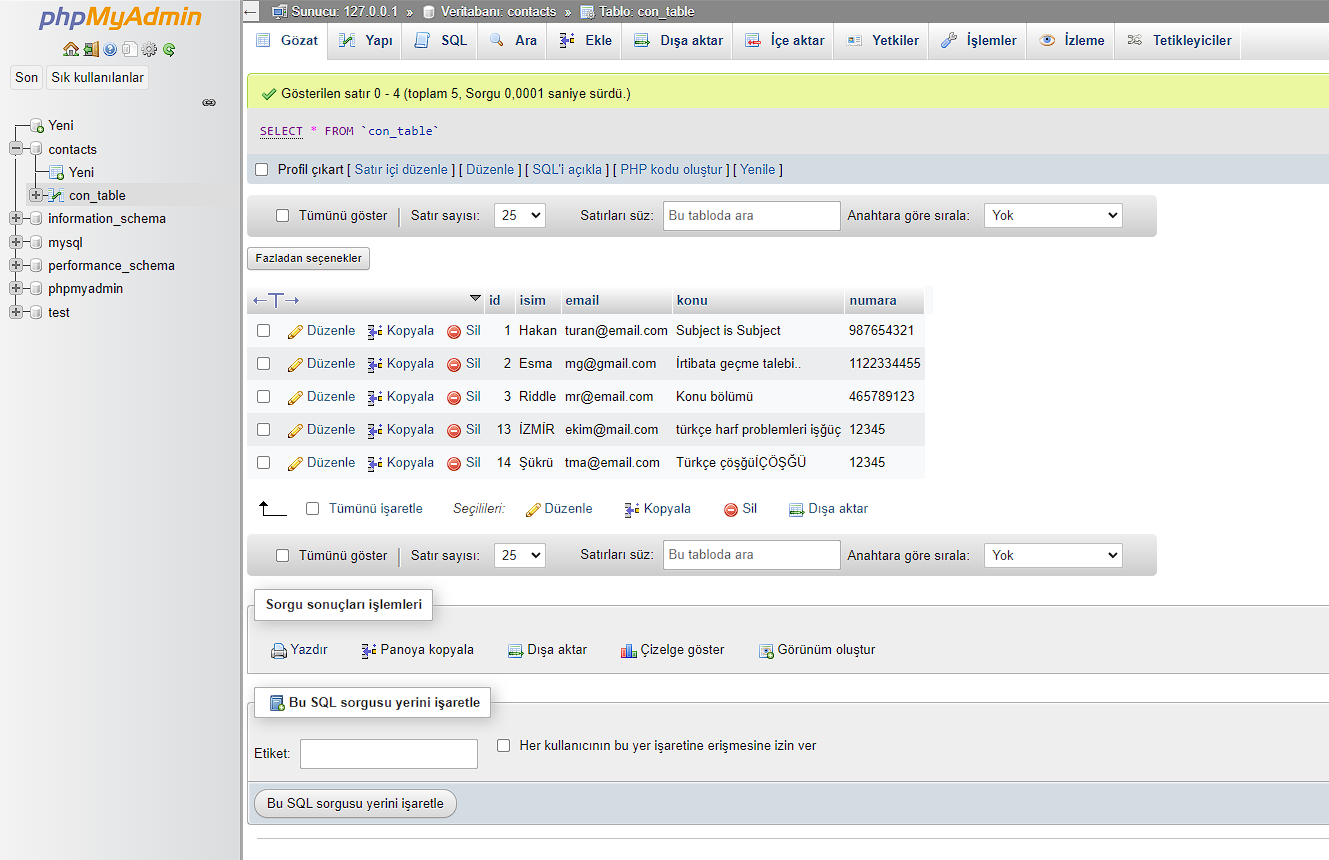 phpMyAdmin
Son Sık kullanılanlar
Yeni
contacts
Yeni
con_table
information_schema
mysql
performance_schema
phpmyadmin
test
Sunucu: 127.0.0.1 » Veritabanı: contacts » Tablo: con_table
Gözat Yapı SQL Ara Ekle Dışa aktar İçe aktar Yetkiler İşlemler İzleme Tetikleyiciler
Gösterilen satır 0 - 4 (toplam 5, Sorgu 0,0001 saniye sürdü.)
SELECT * FROM `con_table`
Profil çıkart [ Satır içi düzenle ] [ Düzenle ] [ SQL'i açıkla ] [ PHP kodu oluştur ] [ Yenile ]
Tümünü göster | Satır sayısı: 25 Satırları süz: Bu tabloda ara Anahtara göre sırala: Yok
Fazladan seçenekler
←T→ id isim email konu numara
Düzenle Kopyala Sil 1 Hakan turan@email.com Subject is Subject 987654321
Düzenle Kopyala Sil 2 Esma mg@gmail.com İrtibata geçme talebi.. 1122334455
Düzenle Kopyala Sil 3 Riddle mr@email.com Konu bölümü 465789123
Düzenle Kopyala Sil 13 İZMİR ekim@mail.com türkçe harf problemleri işğüç 12345
Düzenle Kopyala Sil 14 Şükrü tma@email.com Türkçe çöşğüİÇÖŞĞÜ 12345
Tümünü işaretle Seçilileri: Düzenle Kopyala Sil Dışa aktar
Tümünü göster | Satır sayısı: 25 Satırları süz: Bu tabloda ara Anahtara göre sırala: Yok
Sorgu sonuçları işlemleri
Yazdır Panoya kopyala Dışa aktar Çizelge göster Görünüm oluştur
Bu SQL sorgusu yerini işaretle
Etiket: Her kullanıcının bu yer işaretine erişmesine izin ver
Bu SQL sorgusu yerini işaretle